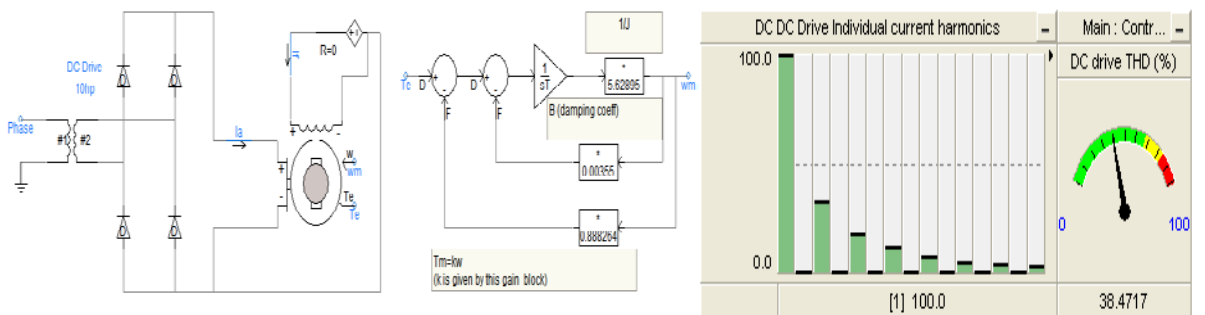 DC Drive
10hp
Phase
#1
#2
Ia
If
R=0
+
-
+
-
w
wm
Te
Te
1/J
Tc
D
+
-
F
D
+
-
F
1
sT
*
5.62895
wm
B (damping coeff)
*
0.00355
*
0.888264
Tm=kw
(k is given by this gain block)
DC DC Drive Individual current harmonics
100.0
0.0
[1] 100.0
Main : Contr...
DC drive THD (%)
0
100
38.4717